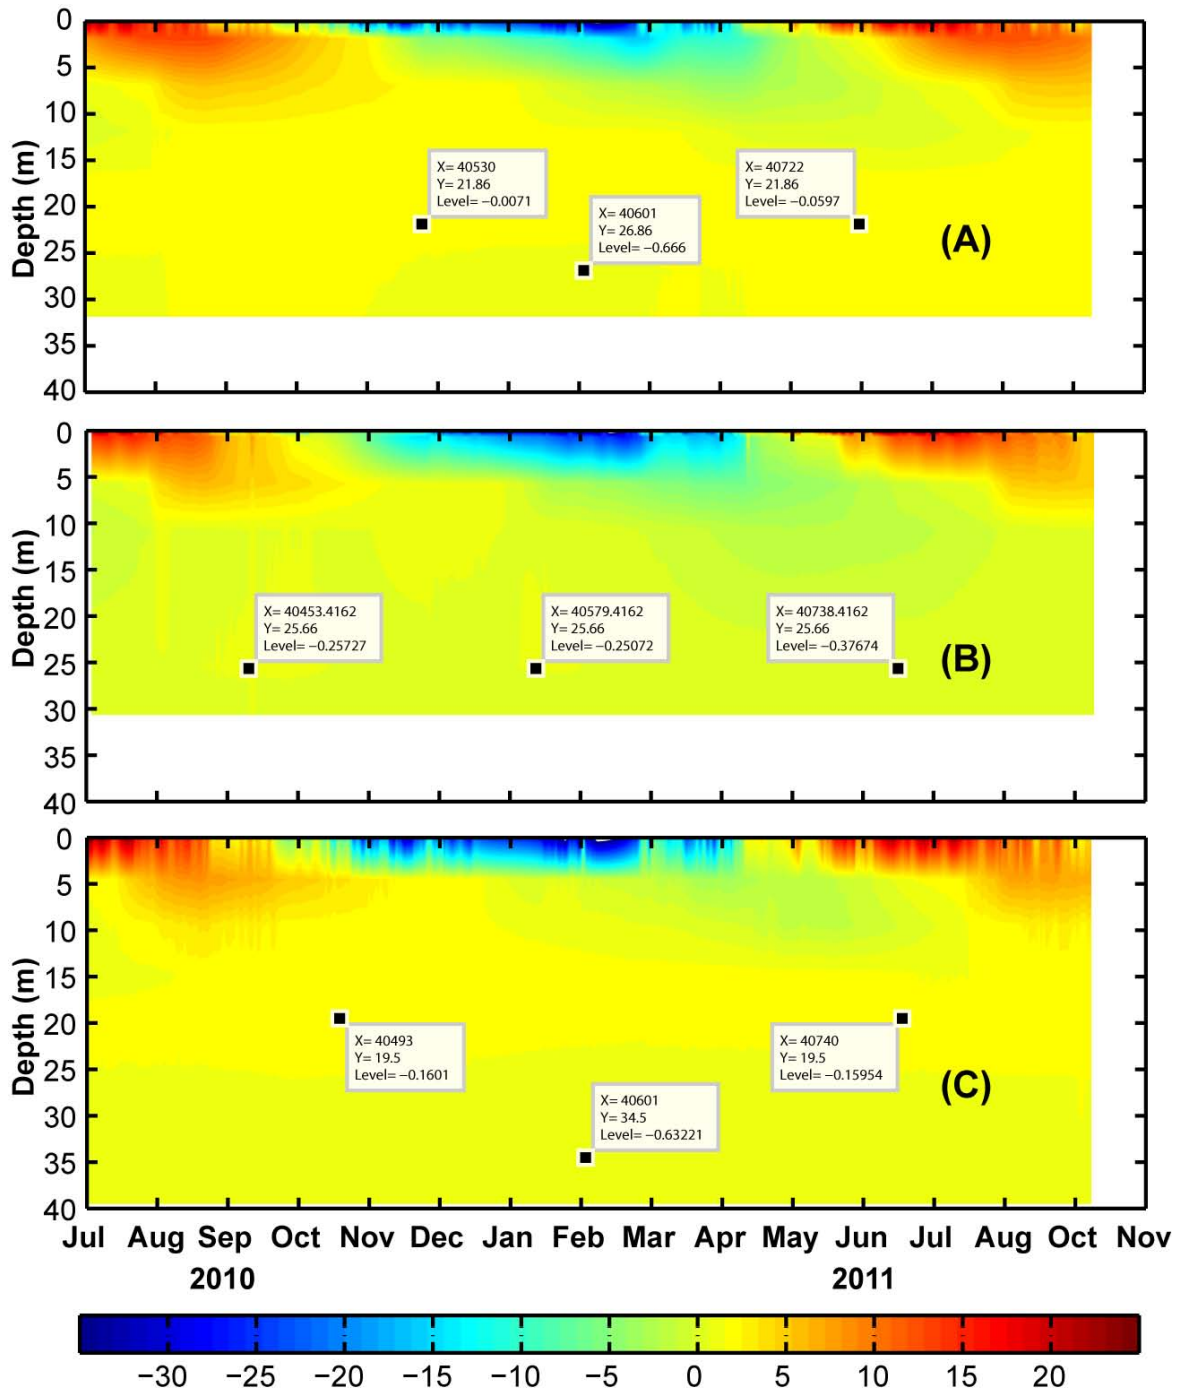 0
5
10
15
20
25
30
35
40
Depth (m)
X= 40530
Y= 21.86
Level= −0.0071
X= 40601
Y= 26.86
Level= −0.666
X= 40722
Y= 21.86
Level= −0.0597
(A)
0
5
10
15
20
25
30
35
40
Depth (m)
X= 40453.4162
Y= 25.66
Level= −0.25727
X= 40579.4162
Y= 25.66
Level= −0.25072
X= 40738.4162
Y= 25.66
Level= −0.37674
(B)
0
5
10
15
20
25
30
35
40
Depth (m)
X= 40493
Y= 19.5
Level= −0.1601
X= 40601
Y= 34.5
Level= −0.63221
X= 40740
Y= 19.5
Level= −0.15954
(C)
Jul Aug Sep Oct Nov Dec Jan Feb Mar Apr May Jun Jul Aug Oct Nov
2010 2011
−30 −25 −20 −15 −10 −5 0 5 10 15 20